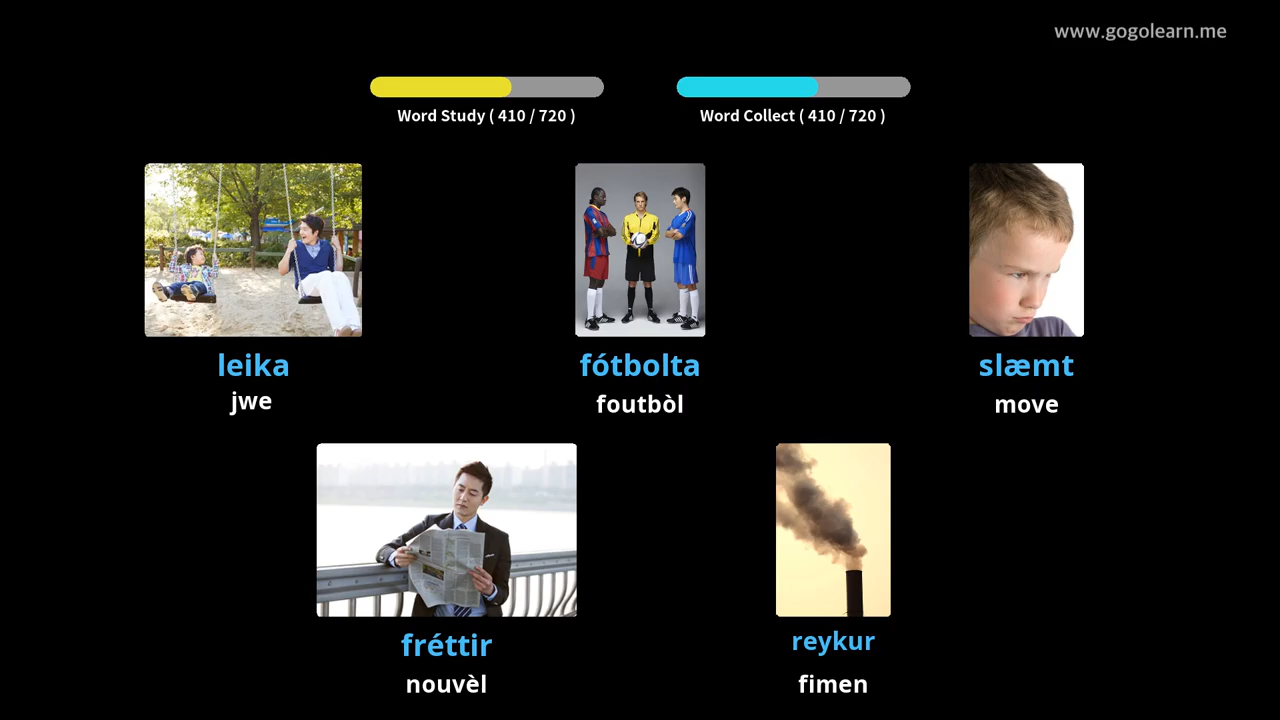 www.gogolearn.me
Word Study ( 410 / 720 )
Word Collect ( 410 / 720 )
leika
jwe
fótbolta
foutbòl
slæmt
move
fréttir
nouvèl
reykur
fimen